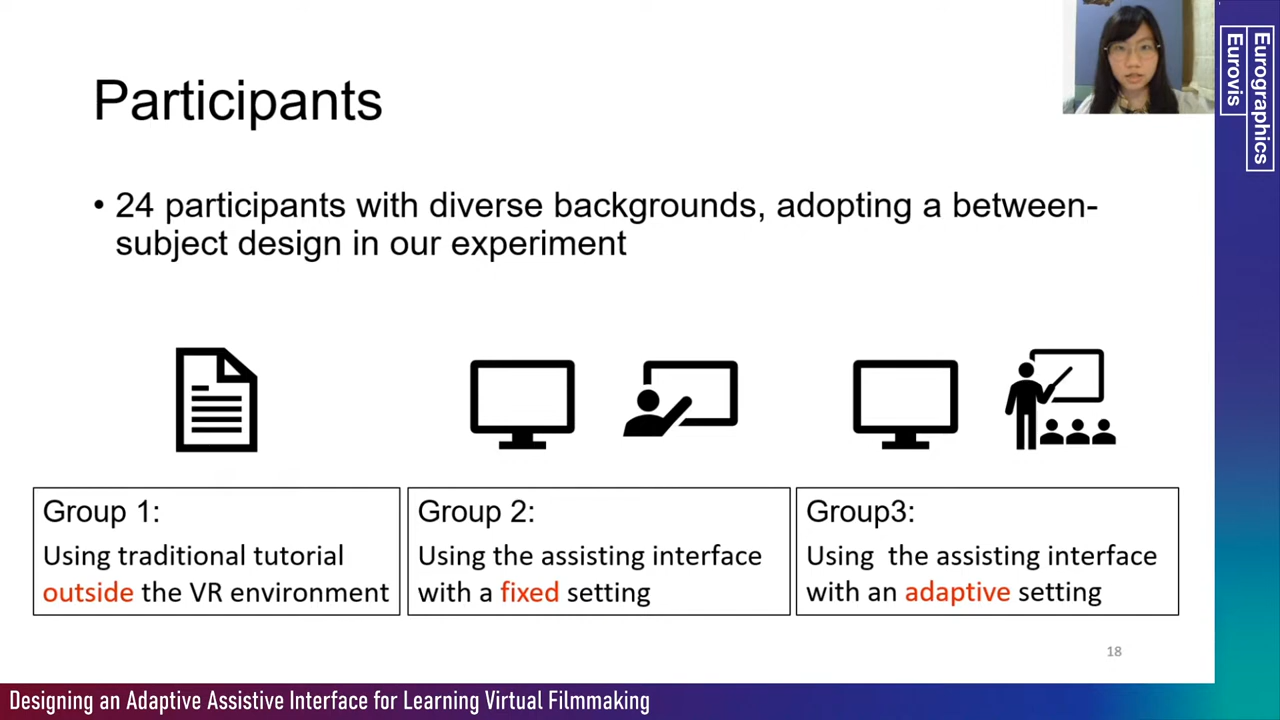 Participants
• 24 participants with diverse backgrounds, adopting a between-
subject design in our experiment
Group 1:
Using traditional tutorial
outside the VR environment
Group 2:
Using the assisting interface
with a fixed setting
Group3:
Using  the assisting interface
with an adaptive setting
18
Eurographics
Eurovis
Designing an Adaptive Assistive Interface for Learning Virtual Filmmaking